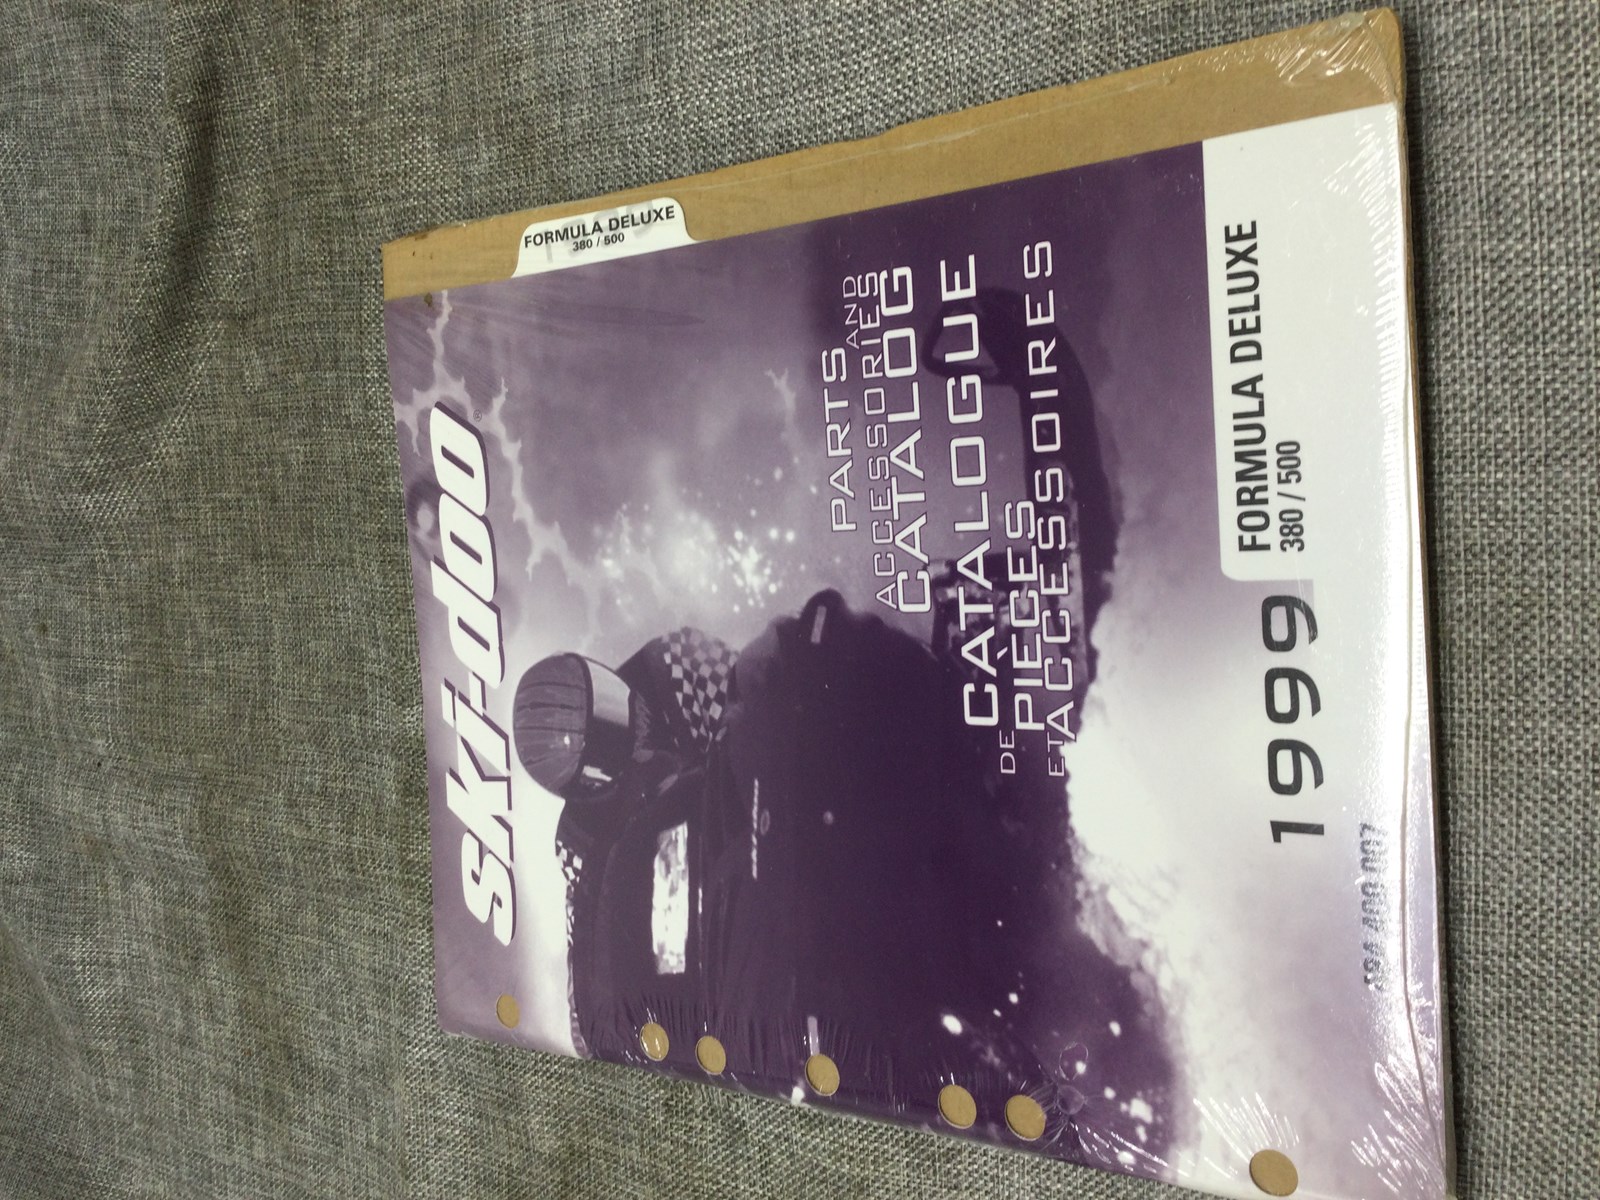 FORMULA DELUXE
380 / 500
ski-doo®
PARTS
AND
ACCESSORIES
CATALOG
CATALOGUE
DE PIÈCES
ET ACCESSOIRES
FORMULA DELUXE
380 / 500
1999